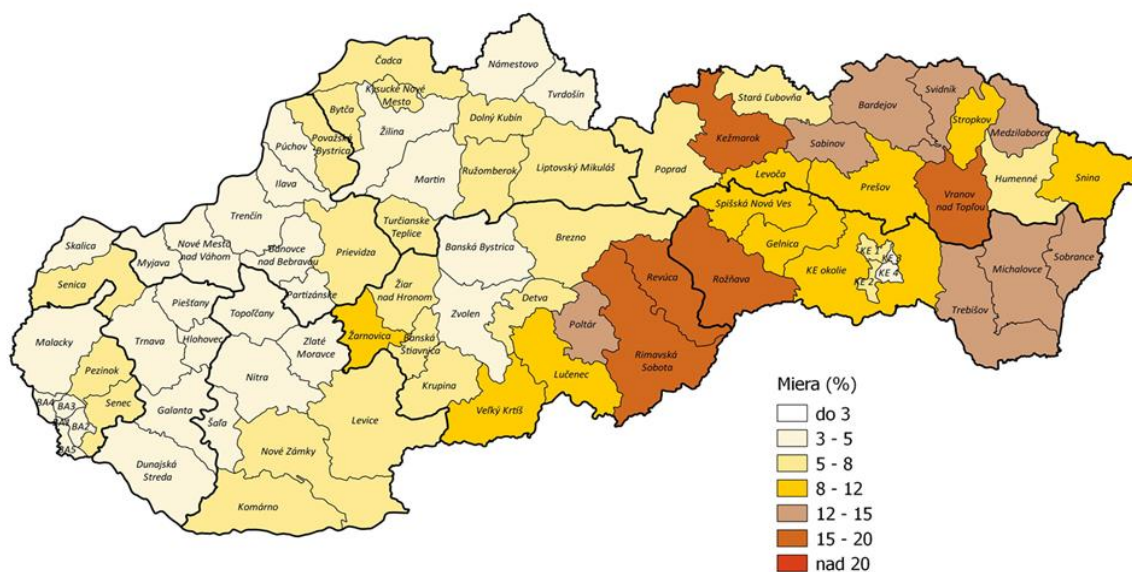 Čadca
Námestovo
Kysucké Nové
Mesto
Tvrdošín
Bytča
Dolný Kubín
Považská
Bystrica
Žilina
Púchov
Ružomberok
Liptovský Mikuláš
Martin
Ilava
Poprad
Stará Ľubovňa
Kežmarok
Bardejov
Svidník
Stropkov
Medzilaborce
Sabinov
Levoča
Prešov
Vranov
nad Topľou
Humenné
Snina
Trenčín
Turčianske
Teplice
Skalica
Myjava
Nové Mesto
nad Váhom
Bánovce
nad Bebravou
Prievidza
Banská Bystrica
Brezno
Spišská Nová Ves
Gelnica
KE okolie
KE 1
KE 3
KE 4
KE 2
Michalovce
Sobrance
Trebišov
Senica
Piešťany
Partizánske
Topoľčany
Žiar
nad Hronom
Revúca
Rožňava
Detva
Zvolen
Poltár
Rimavská
Sobota
Malacky
Trnava
Hlohovec
Zlaté
Moravce
Žarnovica
Banská
Štiavnica
Lučenec
Pezinok
Nitra
Krupina
Veľký Krtíš
BA4
BA3
BA2
BA5
Senec
Galanta
Šaľa
Levice
Nové Zámky
Dunajská
Streda
Komárno
Miera (%)
do 3
3 - 5
5 - 8
8 - 12
12 - 15
15 - 20
nad 20